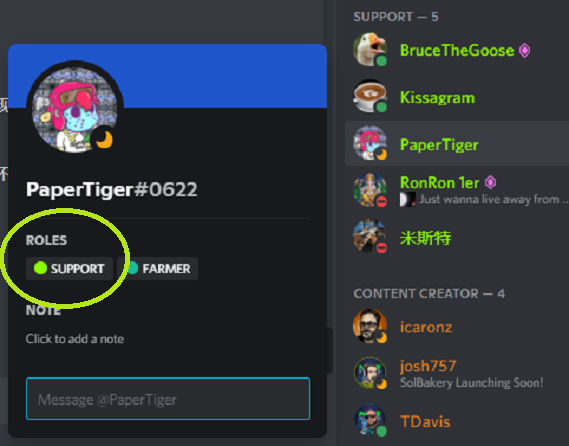 SUPPORT — 5
BruceTheGoose
Kissagram
PaperTiger
RonRon 1er
Just wanna live away from ...
米斯特
CONTENT CREATOR — 4
icaronz
josh757
SolBakery Launching Soon!
TDavis
PaperTiger#0622
ROLES
SUPPORT FARMER
NOTE
Click to add a note
Message @PaperTiger